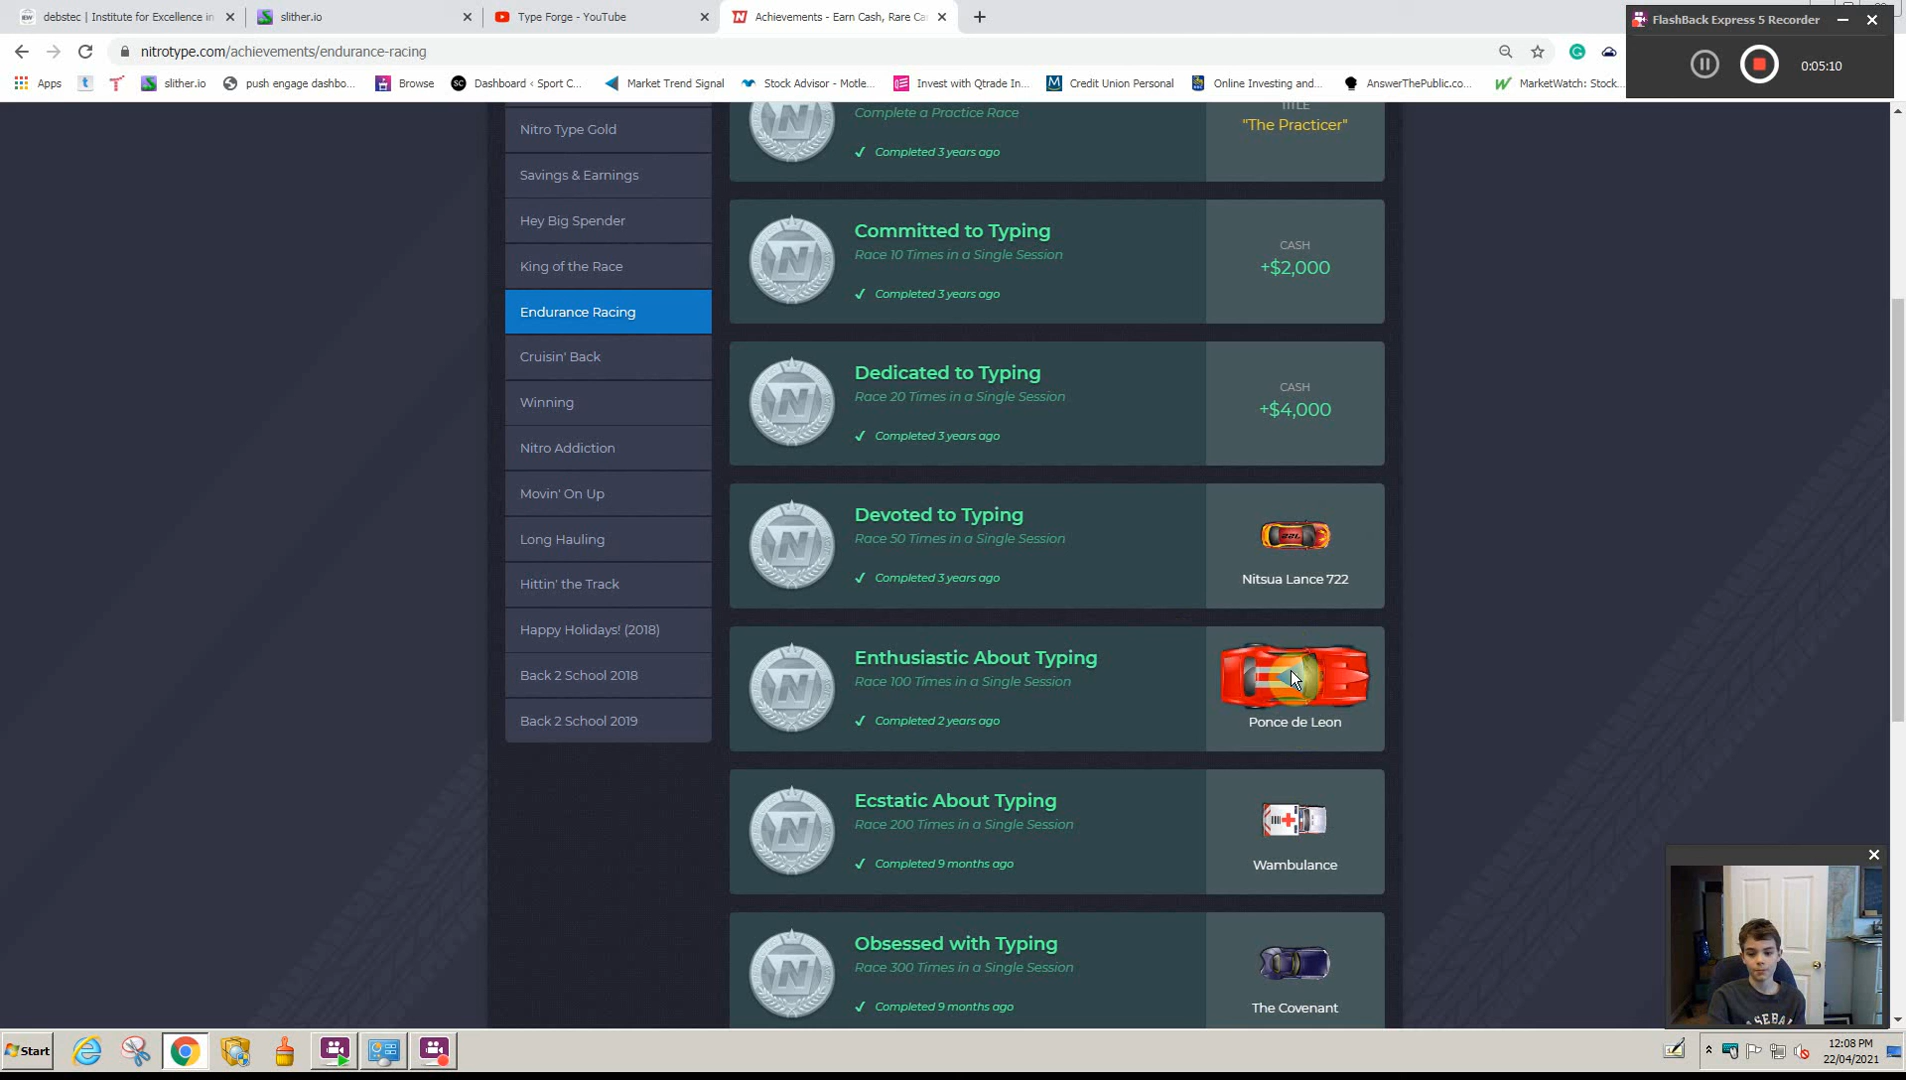 debstec | Institute for Excellence in
slither.io
Type Forge - YouTube
Achievements - Earn Cash, Rare Ca
FlashBack Express 5 Recorder
nitrotype.com/achievements/endurance-racing
0:05:10
Apps
slither.io
push engage dashbo...
Browse
Dashboard ‹ Sport C...
Market Trend Signal
Stock Advisor - Motle...
Invest with Qtrade In...
Credit Union Personal
Online Investing and...
AnswerThePublic.co...
MarketWatch: Stock...
Nitro Type Gold
Savings & Earnings
Hey Big Spender
King of the Race
Endurance Racing
Cruisin' Back
Winning
Nitro Addiction
Movin' On Up
Long Hauling
Hittin' the Track
Happy Holidays! (2018)
Back 2 School 2018
Back 2 School 2019
Complete a Practice Race
✓ Completed 3 years ago
TITLE
"The Practicer"
Committed to Typing
Race 10 Times in a Single Session
✓ Completed 3 years ago
CASH
+$2,000
Dedicated to Typing
Race 20 Times in a Single Session
✓ Completed 3 years ago
CASH
+$4,000
Devoted to Typing
Race 50 Times in a Single Session
✓ Completed 3 years ago
Nitsua Lance 722
Enthusiastic About Typing
Race 100 Times in a Single Session
✓ Completed 2 years ago
Ponce de Leon
Ecstatic About Typing
Race 200 Times in a Single Session
✓ Completed 9 months ago
Wambulance
Obsessed with Typing
Race 300 Times in a Single Session
✓ Completed 9 months ago
The Covenant
Start
12:08 PM
22/04/2021